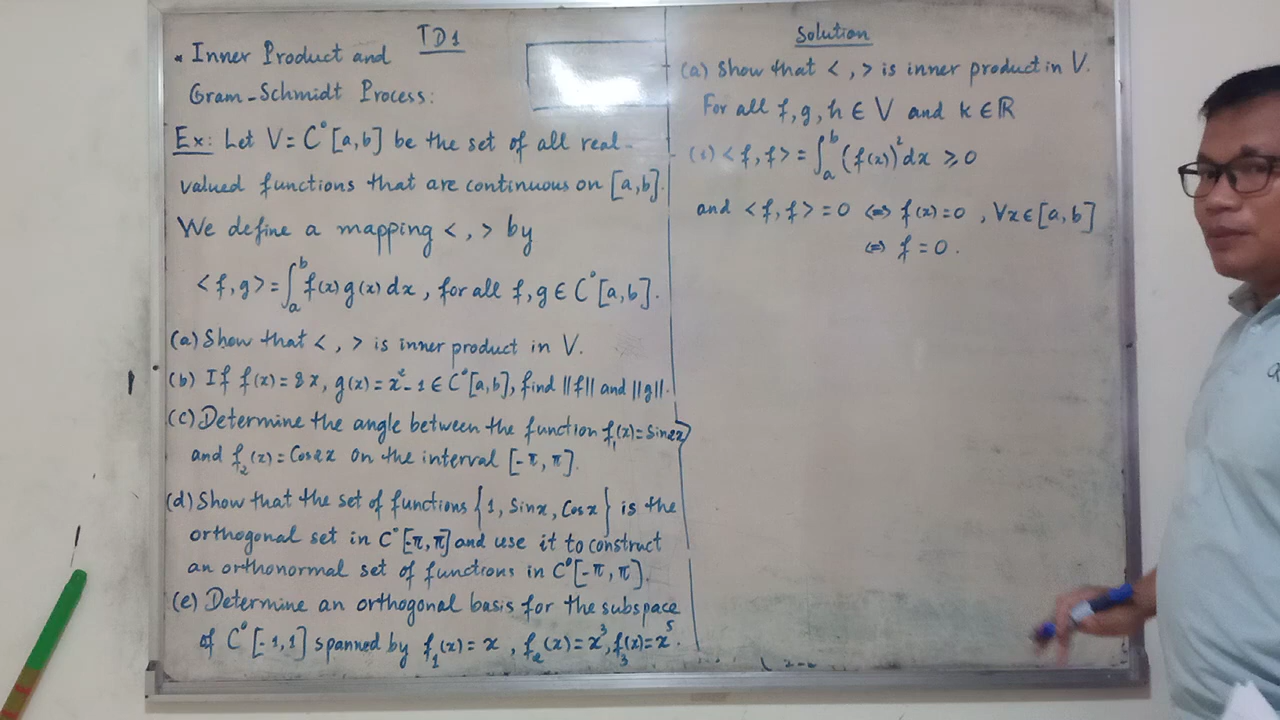 TD1
* Inner Product and
Gram-Schmidt Process:
Ex: Let V = C°[a,b] be the set of all real-
valued functions that are continuous on [a,b].
We define a mapping < , > by
<f,g> = ∫_a^b f(x)g(x)dx, for all f,g ∈ C°[a,b].
(a) Show that < , > is inner product in V.
(b) If f(x) = 8x, g(x) = x²-1 ∈ C°[a,b], find ||f|| and ||g||.
(c) Determine the angle between the function f₁(x)=Sin2x
and f₂(x) = Cos2x on the interval [-π, π].
(d) Show that the set of functions {1, Sinx, Cosx} is the
orthogonal set in C°[-π,π] and use it to construct
an orthonormal set of functions in C°[-π, π].
(e) Determine an orthogonal basis for the subspace
of C°[-1,1] spanned by f₁(x) = x, f₂(x) = x³, f₃(x) = x⁵.
Solution
(a) Show that < , > is inner product in V.
For all f, g, h ∈ V and k ∈ ℝ
(1) <f, f> = ∫_a^b (f(x))² dx ⩾ 0
and <f, f> = 0 ⇔ f(x) = 0, ∀x ∈ [a,b]
⇔ f = 0.